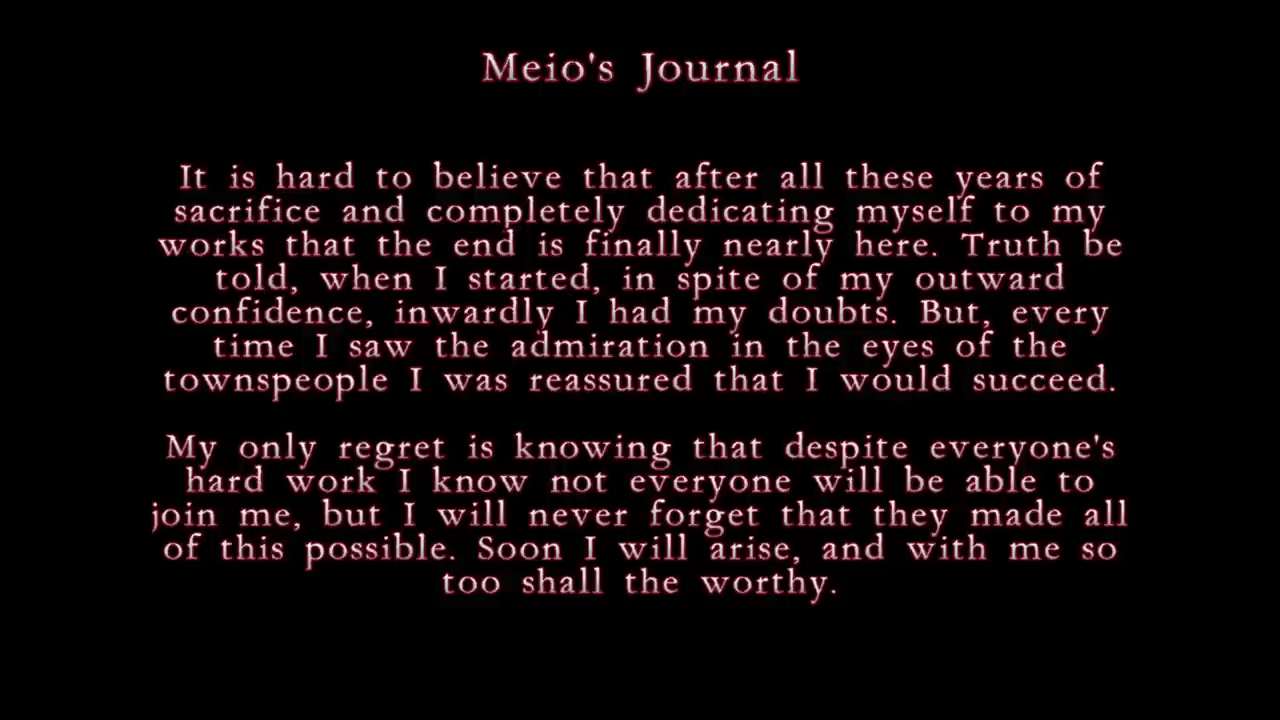 Meio's Journal
It is hard to believe that after all these years of
sacrifice and completely dedicating myself to my
works that the end is finally nearly here. Truth be
told, when I started, in spite of my outward
confidence, inwardly I had my doubts. But, every
time I saw the admiration in the eyes of the
townspeople I was reassured that I would succeed.
My only regret is knowing that despite everyone's
hard work I know not everyone will be able to
join me, but I will never forget that they made all
of this possible. Soon I will arise, and with me so
too shall the worthy.